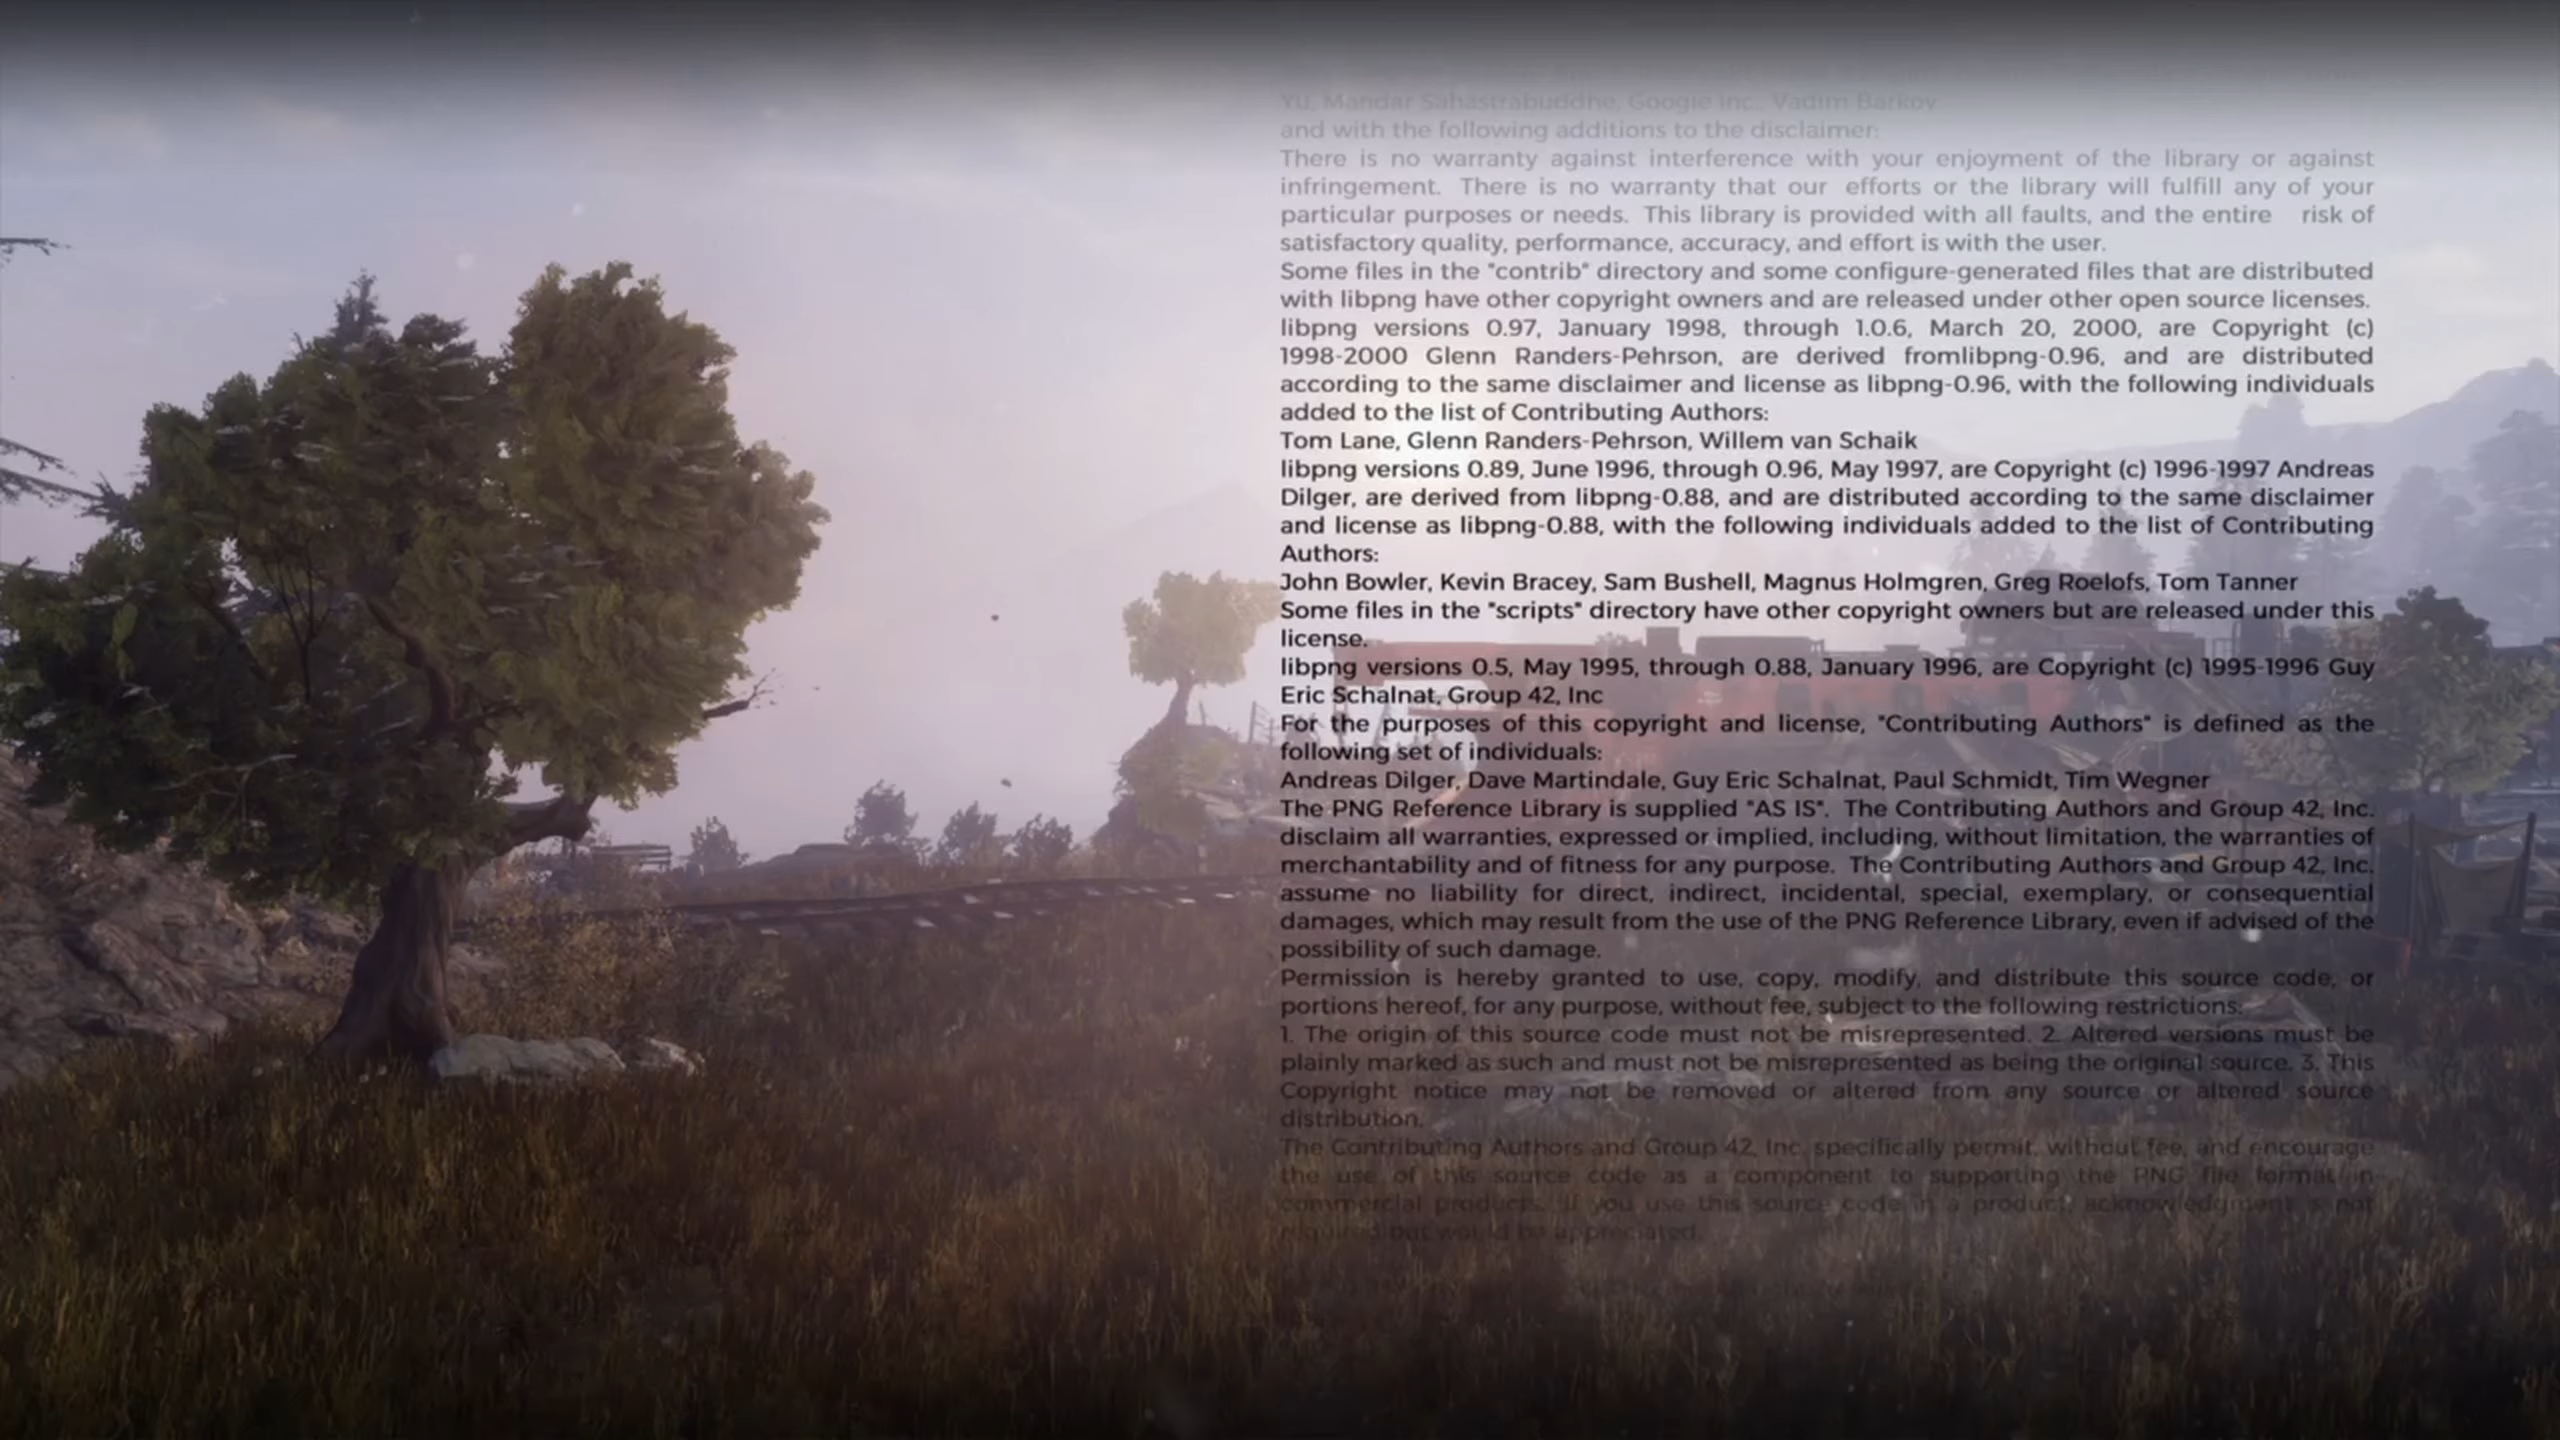 Yu, Mandar Sahastrabuddhe, Google Inc., Vadim Barkov
and with the following additions to the disclaimer:
There is no warranty against interference with your enjoyment of the library or against
infringement. There is no warranty that our efforts or the library will fulfill any of your
particular purposes or needs. This library is provided with all faults, and the entire risk of
satisfactory quality, performance, accuracy, and effort is with the user.
Some files in the "contrib" directory and some configure-generated files that are distributed
with libpng have other copyright owners and are released under other open source licenses.
libpng versions 0.97, January 1998, through 1.0.6, March 20, 2000, are Copyright (c)
1998-2000 Glenn Randers-Pehrson, are derived fromlibpng-0.96, and are distributed
according to the same disclaimer and license as libpng-0.96, with the following individuals
added to the list of Contributing Authors:
Tom Lane, Glenn Randers-Pehrson, Willem van Schaik
libpng versions 0.89, June 1996, through 0.96, May 1997, are Copyright (c) 1996-1997 Andreas
Dilger, are derived from libpng-0.88, and are distributed according to the same disclaimer
and license as libpng-0.88, with the following individuals added to the list of Contributing
Authors:
John Bowler, Kevin Bracey, Sam Bushell, Magnus Holmgren, Greg Roelofs, Tom Tanner
Some files in the "scripts" directory have other copyright owners but are released under this
license.
libpng versions 0.5, May 1995, through 0.88, January 1996, are Copyright (c) 1995-1996 Guy
Eric Schalnat, Group 42, Inc
For the purposes of this copyright and license, "Contributing Authors" is defined as the
following set of individuals:
Andreas Dilger, Dave Martindale, Guy Eric Schalnat, Paul Schmidt, Tim Wegner
The PNG Reference Library is supplied "AS IS". The Contributing Authors and Group 42, Inc.
disclaim all warranties, expressed or implied, including, without limitation, the warranties of
merchantability and of fitness for any purpose. The Contributing Authors and Group 42, Inc.
assume no liability for direct, indirect, incidental, special, exemplary, or consequential
damages, which may result from the use of the PNG Reference Library, even if advised of the
possibility of such damage.
Permission is hereby granted to use, copy, modify, and distribute this source code, or
portions hereof, for any purpose, without fee, subject to the following restrictions:
1. The origin of this source code must not be misrepresented. 2. Altered versions must be
plainly marked as such and must not be misrepresented as being the original source. 3. This
Copyright notice may not be removed or altered from any source or altered source
distribution.
The Contributing Authors and Group 42, Inc. specifically permit, without fee, and encourage
the use of this source code as a component to supporting the PNG file format in
commercial products. If you use this source code in a product, acknowledgment is not
required but would be appreciated.